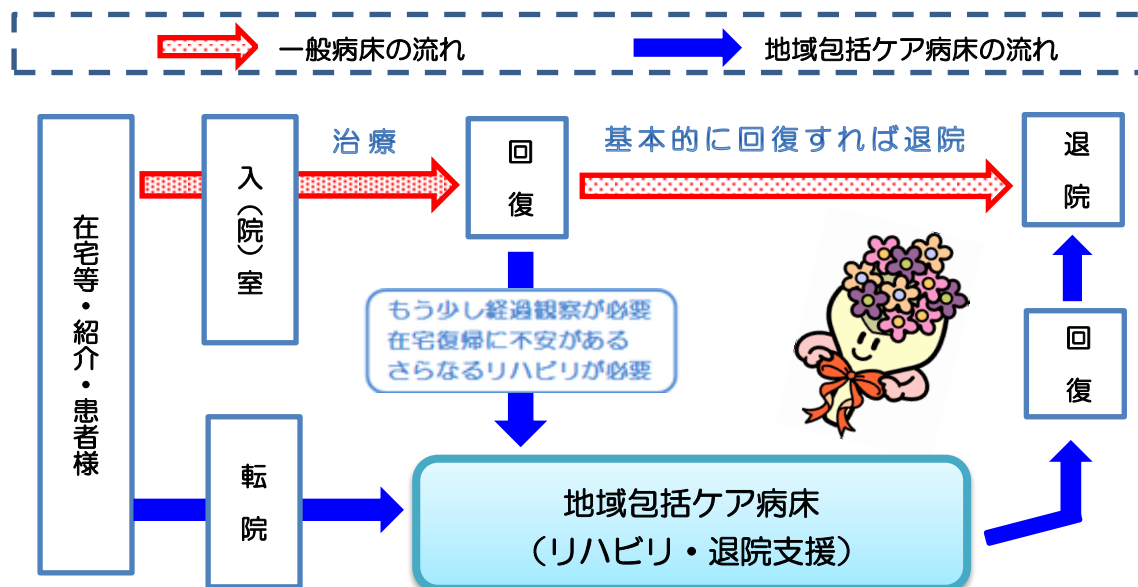 一般病床の流れ
地域包括ケア病床の流れ
在宅等・紹介・患者様
入(院)室
治療
回復
基本的に回復すれば退院
退院
もう少し経過観察が必要
在宅復帰に不安がある
さらなるリハビリが必要
回復
転院
地域包括ケア病床
（リハビリ・退院支援）